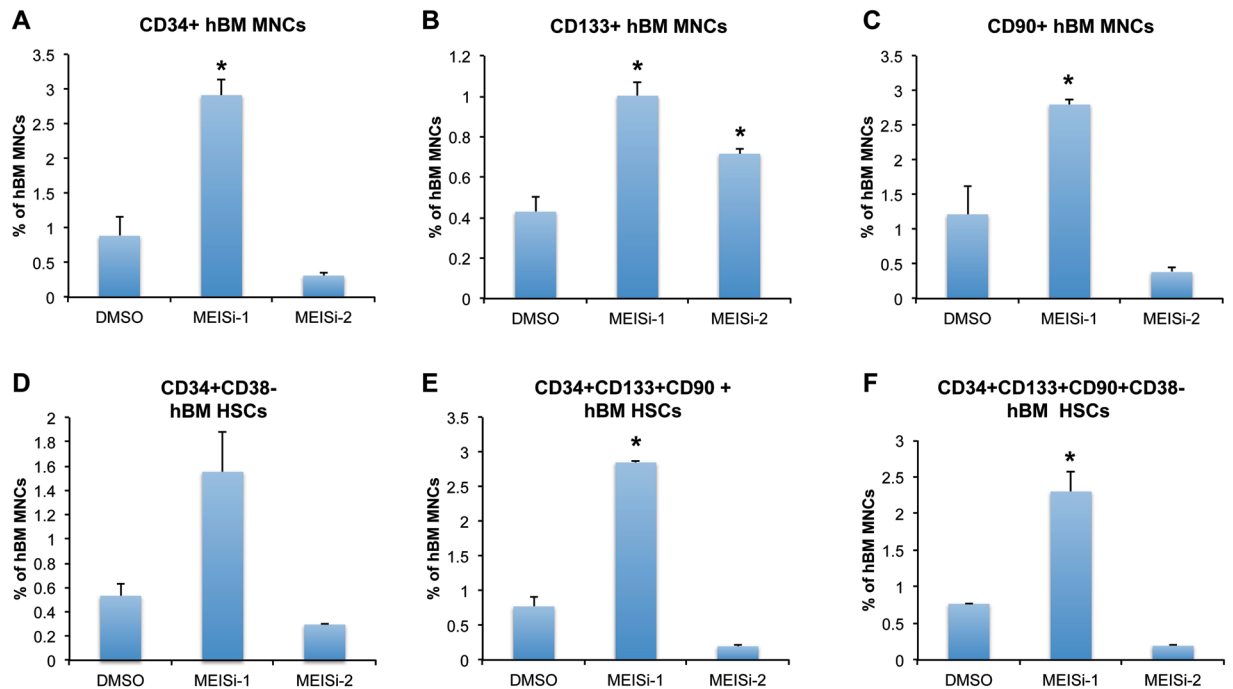 A
CD34+ hBM MNCs
% of hBM MNCs
3.5
3
2.5
2
1.5
1
0.5
0
*
DMSO MEISi-1 MEISi-2
B
CD133+ hBM MNCs
% of hBM MNCs
1.2
1
0.8
0.6
0.4
0.2
0
*
*
DMSO MEISi-1 MEISi-2
C
CD90+ hBM MNCs
% of hBM MNCs
3.5
3
2.5
2
1.5
1
0.5
0
*
DMSO MEISi-1 MEISi-2
D
CD34+CD38-
hBM HSCs
% of hBM MNCs
2
1.8
1.6
1.4
1.2
1
0.8
0.6
0.4
0.2
0
DMSO MEISi-1 MEISi-2
E
CD34+CD133+CD90 +
hBM HSCs
% of hBM MNCs
3.5
3
2.5
2
1.5
1
0.5
0
*
DMSO MEISi-1 MEISi-2
F
CD34+CD133+CD90+CD38-
hBM HSCs
% of hBM MNCs
3
2.5
2
1.5
1
0.5
0
*
DMSO MEISi-1 MEISi-2